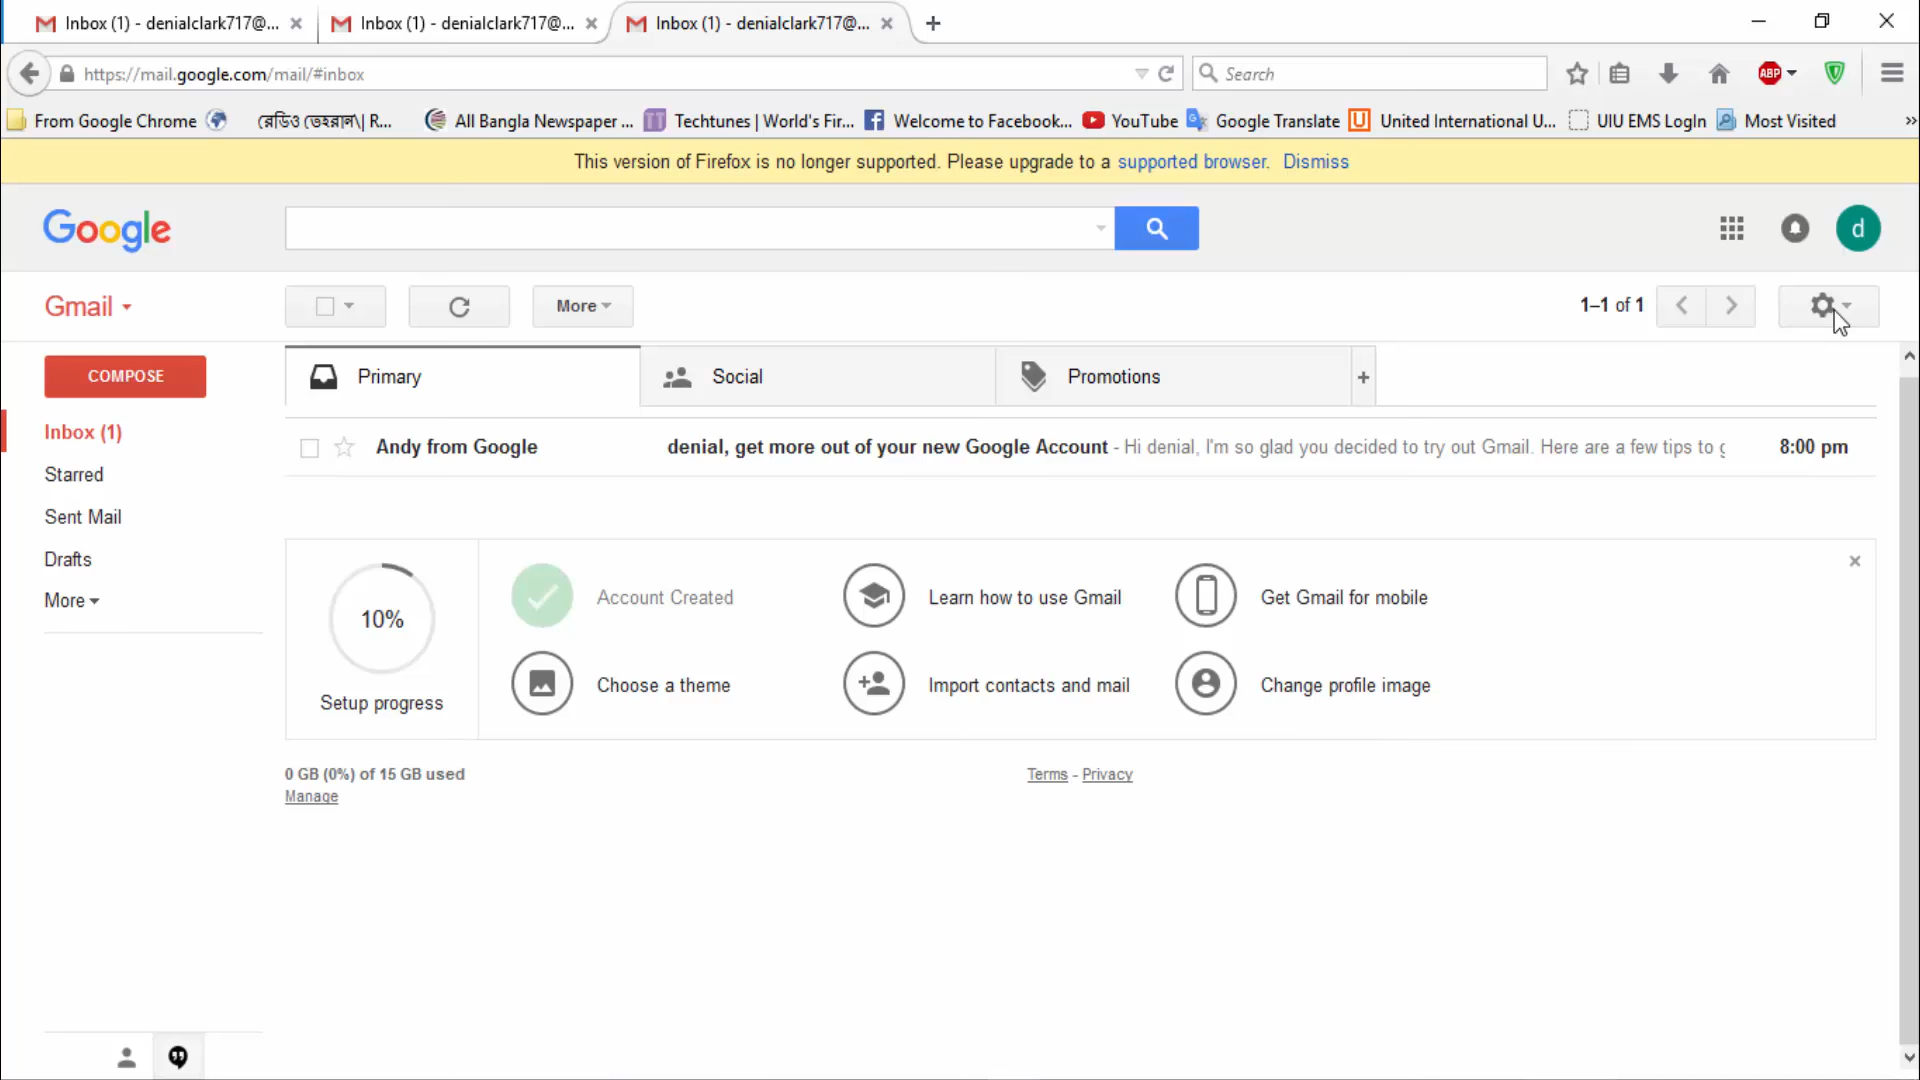 Inbox (1) - denialclark717@... Inbox (1) - denialclark717@... Inbox (1) - denialclark717@...
https://mail.google.com/mail/#inbox Search ABP
From Google Chrome রেডিও তেহরান\| R... All Bangla Newspaper ... TT Techtunes | World's Fir... Welcome to Facebook... YouTube Google Translate U United International U... UIU EMS LogIn Most Visited »
This version of Firefox is no longer supported. Please upgrade to a supported browser. Dismiss
Google d
Gmail More 1–1 of 1
COMPOSE Primary Social Promotions +
Inbox (1) Andy from Google denial, get more out of your new Google Account - Hi denial, I'm so glad you decided to try out Gmail. Here are a few tips to g 8:00 pm
Starred
Sent Mail
Drafts
More
10% Account Created Learn how to use Gmail Get Gmail for mobile
Setup progress Choose a theme Import contacts and mail Change profile image
0 GB (0%) of 15 GB used Terms - Privacy
Manage